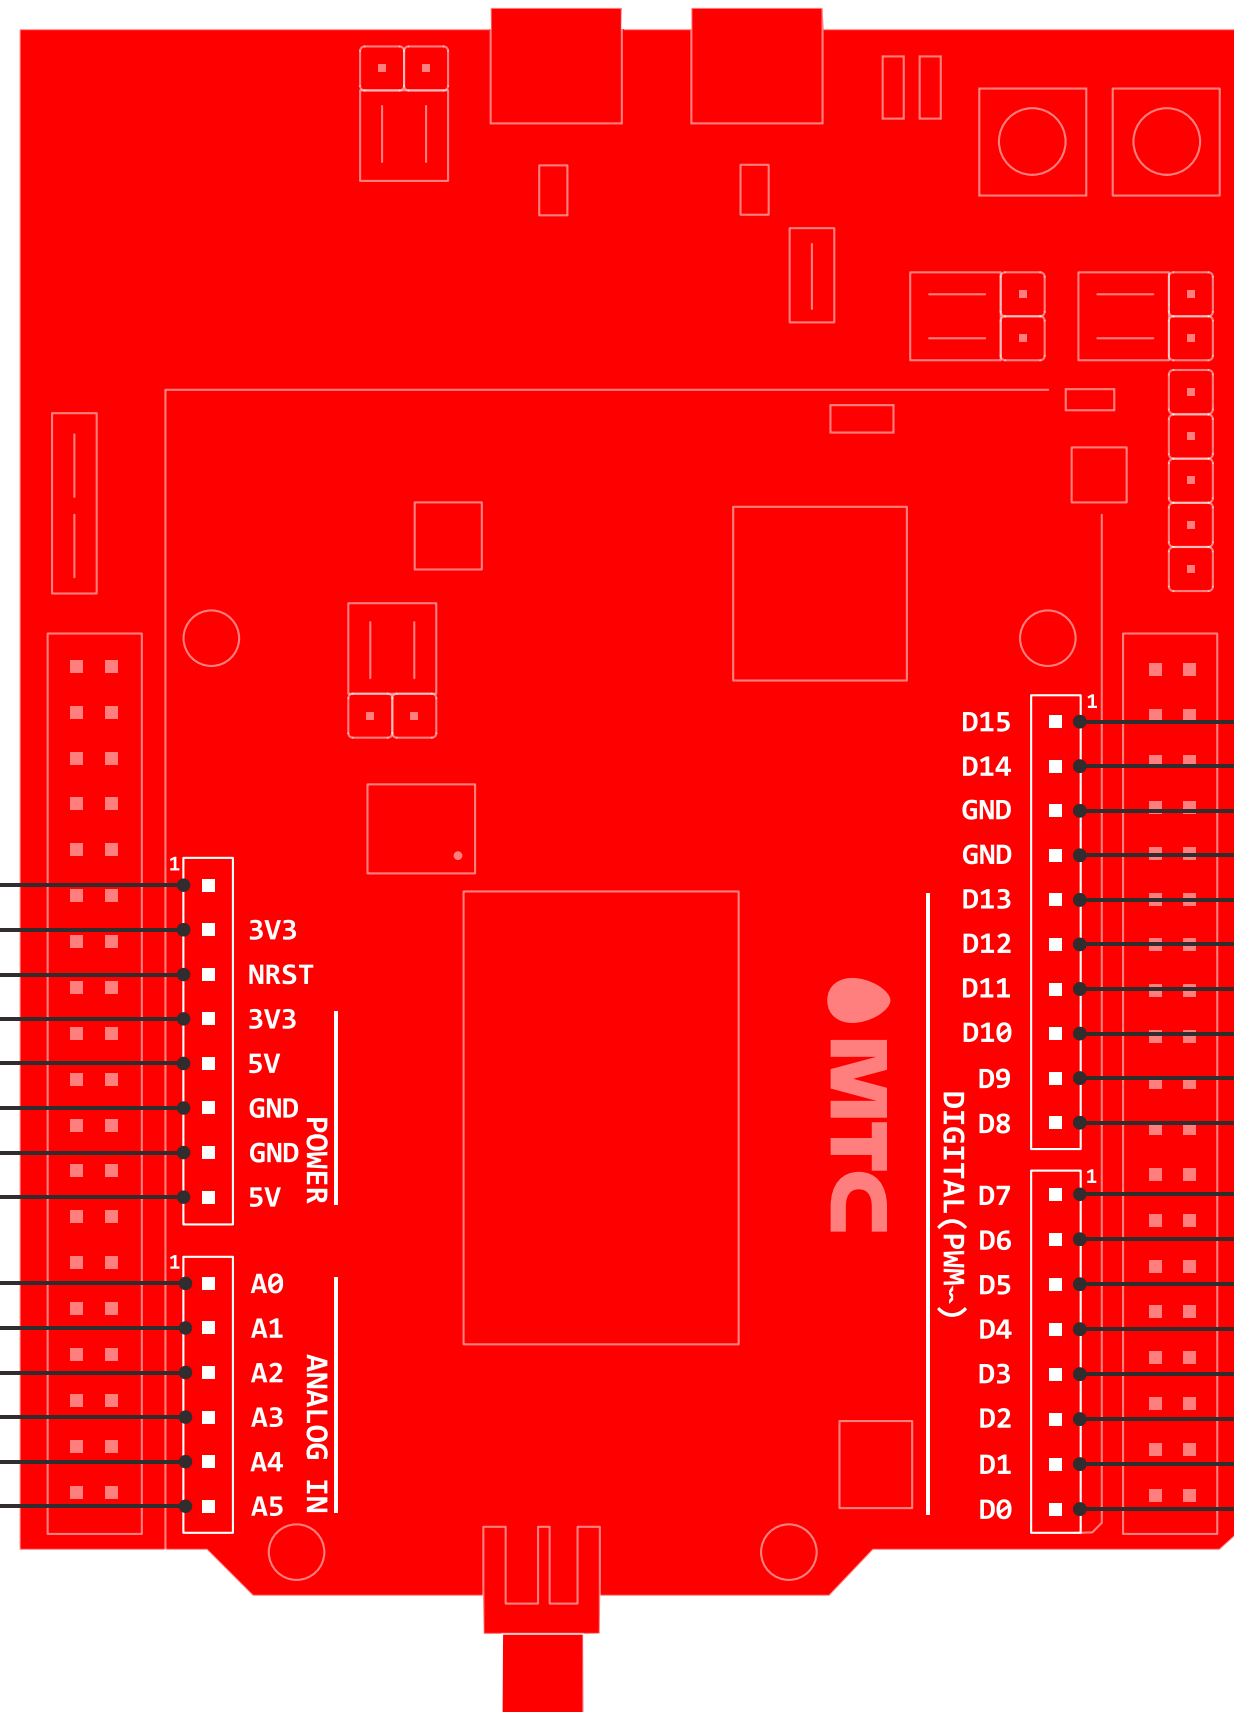 1
3V3
NRST
3V3
5V
GND
GND
5V
POWER
1
A0
A1
A2
A3
A4
A5
ANALOG IN
MTC
DIGITAL(PWM~)
1
D15
D14
GND
GND
D13
D12
D11
D10
D9
D8
1
D7
D6
D5
D4
D3
D2
D1
D0